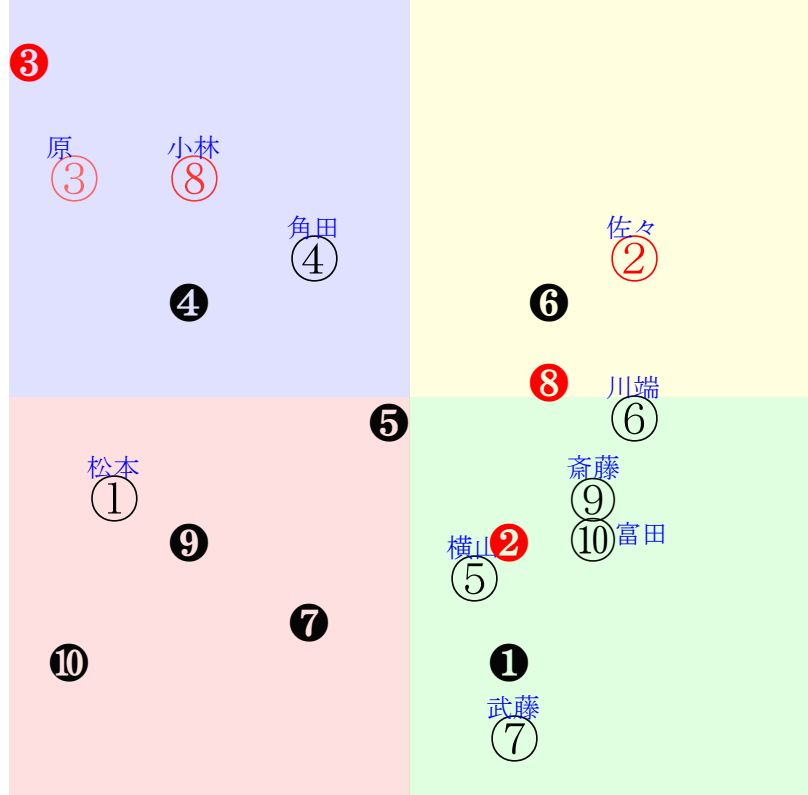 ❸
原 小林
③ ⑧
角田 佐々
④ ②
❹ ❻
❽ 川端
❺ ⑥
松本 斎藤
① ⑨
❾ 横山 ❷ ⑩ 富田
⑤
❼
❿ ❶
武藤
⑦